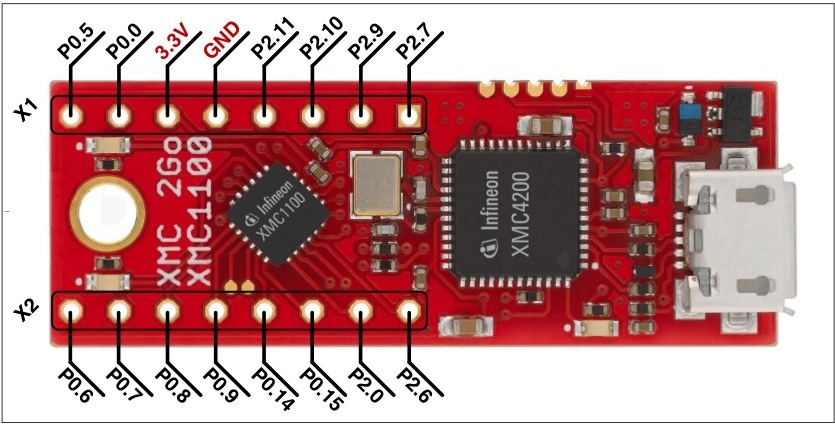 P0.5 P0.0 3.3V GND P2.11 P2.10 P2.9 P2.7
X1
XMC 2Go
XMC1100
Infineon
XMC1100
Infineon
XMC4200
X2
P0.6 P0.7 P0.8 P0.9 P0.14 P0.15 P2.0 P2.6